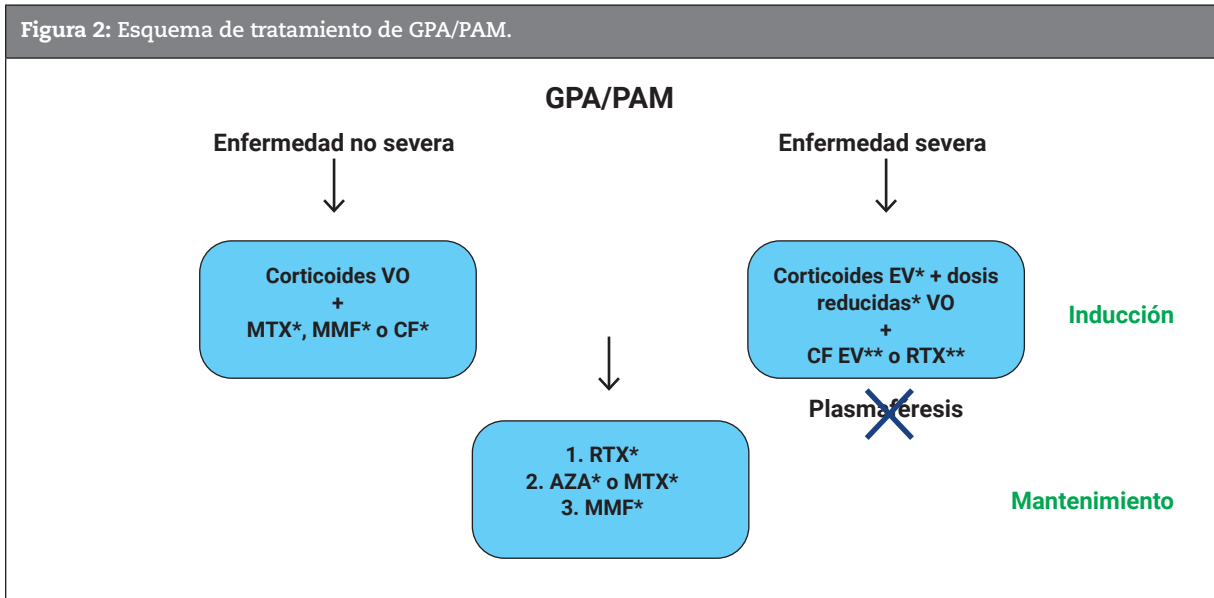 Figura 2: Esquema de tratamiento de GPA/PAM.
GPA/PAM
Enfermedad no severa
Enfermedad severa
Corticoides VO
+
MTX*, MMF* o CF*
Corticoides EV* + dosis
reducidas* VO
+
CF EV** o RTX**
Inducción
Plasmaféresis
1. RTX*
2. AZA* o MTX*
3. MMF*
Mantenimiento